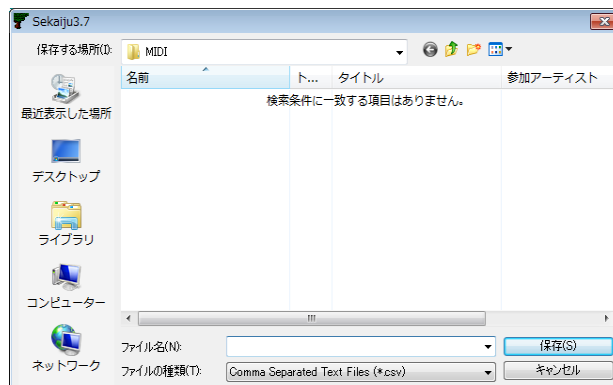 Sekaiju3.7
保存する場所(I):
MIDI
名前
ト...
タイトル
参加アーティスト
検索条件に一致する項目はありません。
最近表示した場所
デスクトップ
ライブラリ
コンピューター
ネットワーク
ファイル名(N):
保存(S)
ファイルの種類(T):
Comma Separated Text Files (*.csv)
キャンセル